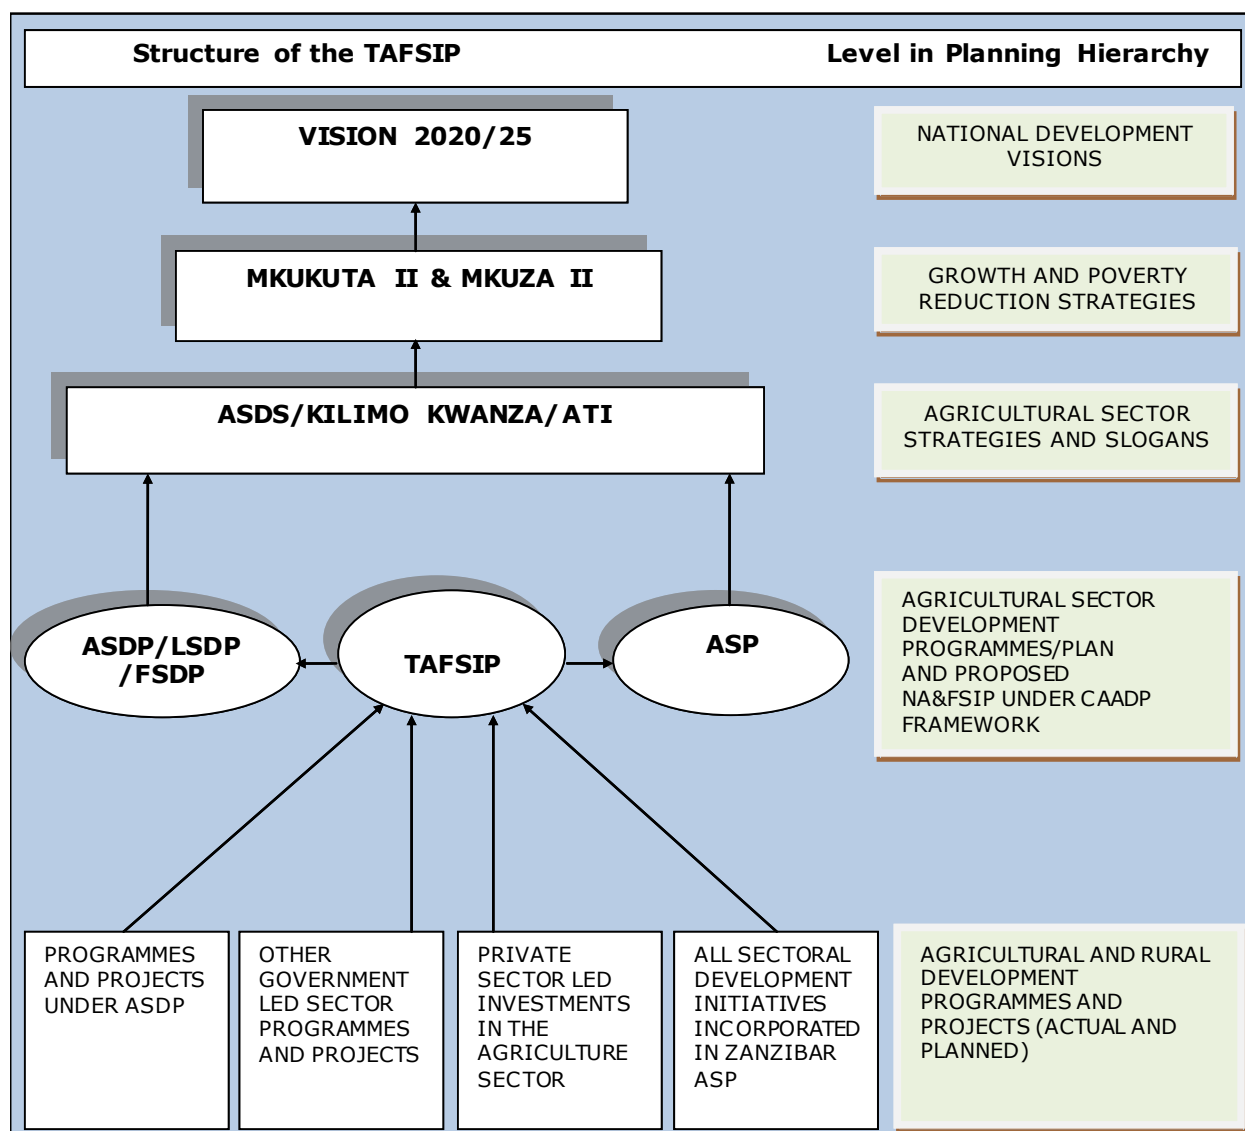 Structure of the TAFSIP
Level in Planning Hierarchy
VISION 2020/25
NATIONAL DEVELOPMENT
VISIONS
MKUKUTA II & MKUZA II
GROWTH AND POVERTY
REDUCTION STRATEGIES
ASDS/KILIMO KWANZA/ATI
AGRICULTURAL SECTOR
STRATEGIES AND SLOGANS
ASDP/LSDP
/FSDP
TAFSIP
ASP
AGRICULTURAL SECTOR
DEVELOPMENT
PROGRAMMES/PLAN
AND PROPOSED
NA&FSIP UNDER CAADP
FRAMEWORK
PROGRAMMES
AND PROJECTS
UNDER ASDP
OTHER
GOVERNMENT
LED SECTOR
PROGRAMMES
AND PROJECTS
PRIVATE
SECTOR LED
INVESTMENTS
IN THE
AGRICULTURE
SECTOR
ALL SECTORAL
DEVELOPMENT
INITIATIVES
INCORPORATED
IN ZANZIBAR
ASP
AGRICULTURAL AND RURAL
DEVELOPMENT
PROGRAMMES AND
PROJECTS (ACTUAL AND
PLANNED)